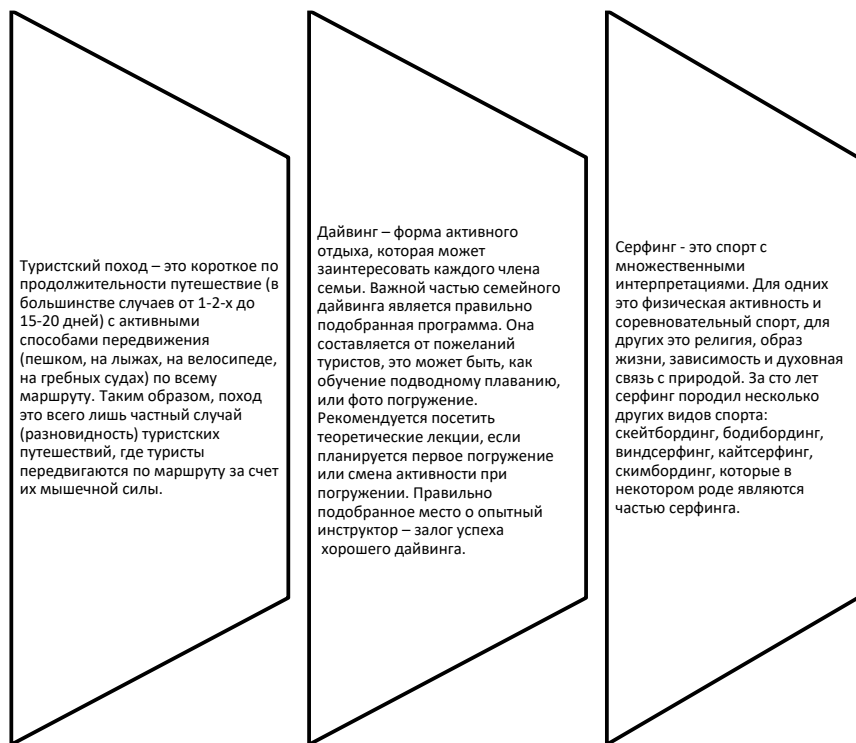 Туристский поход – это короткое по
продолжительности путешествие (в
большинстве случаев от 1-2-х до
15-20 дней) с активными
способами передвижения
(пешком, на лыжах, на велосипеде,
на гребных судах) по всему
маршруту. Таким образом, поход
это всего лишь частный случай
(разновидность) туристских
путешествий, где туристы
передвигаются по маршруту за счет
их мышечной силы.
Дайвинг – форма активного
отдыха, которая может
заинтересовать каждого члена
семьи. Важной частью семейного
дайвинга является правильно
подобранная программа. Она
составляется от пожеланий
туристов, это может быть, как
обучение подводному плаванию,
или фото погружение.
Рекомендуется посетить
теоретические лекции, если
планируется первое погружение
или смена активности при
погружении. Правильно
подобранное место о опытный
инструктор – залог успеха
хорошего дайвинга.
Серфинг - это спорт с
множественными
интерпретациями. Для одних
это физическая активность и
соревновательный спорт, для
других это религия, образ
жизни, зависимость и духовная
связь с природой. За сто лет
серфинг породил несколько
других видов спорта:
скейтбординг, бодибординг,
виндсерфинг, кайтсерфинг,
скимбординг, которые в
некотором роде являются
частью серфинга.